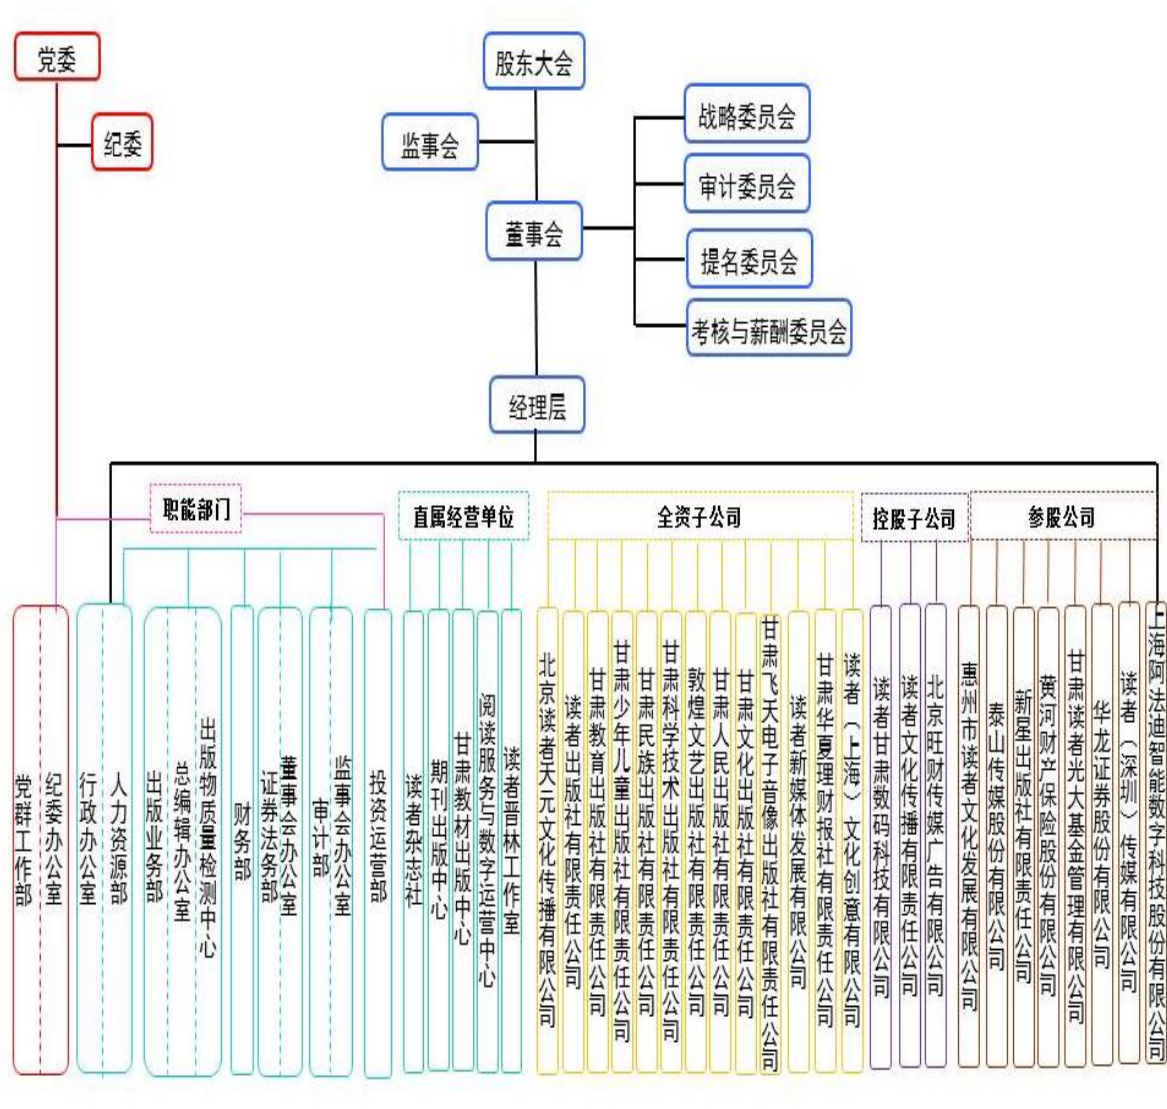 党委
纪委
股东大会
监事会
董事会
战略委员会
审计委员会
提名委员会
考核与薪酬委员会
经理层
职能部门
直属经营单位
全资子公司
控股子公司
参股公司
党群工作部
纪委办公室
行政办公室
人力资源部
出版业务部
总编辑办公室
出版物质量检测中心
财务部
证券法务部
董事会办公室
审计部
监事会办公室
投资运营部
读者杂志社
期刊出版中心
甘肃教材出版中心
阅读服务与数字运营中心
读者晋林工作室
北京读者天元文化传播有限公司
读者出版社有限责任公司
甘肃教育出版社有限责任公司
甘肃少年儿童出版社有限责任公司
甘肃民族出版社有限责任公司
甘肃科学技术出版社有限责任公司
敦煌文艺出版社有限责任公司
甘肃人民出版社有限责任公司
甘肃文化出版社有限责任公司
甘肃飞天电子音像出版社有限责任公司
读者新媒体发展有限公司
甘肃华夏理财报社有限责任公司
读者（上海）文化创意有限公司
读者甘肃数码科技有限公司
读者文化传播有限责任公司
北京旺财传媒广告有限公司
惠州市读者文化发展有限公司
泰山传媒股份有限公司
新星出版社有限责任公司
黄河财产保险股份有限公司
甘肃读者光大基金管理有限公司
华龙证券股份有限公司
读者（深圳）传媒有限公司
上海阿法迪智能数字科技股份有限公司